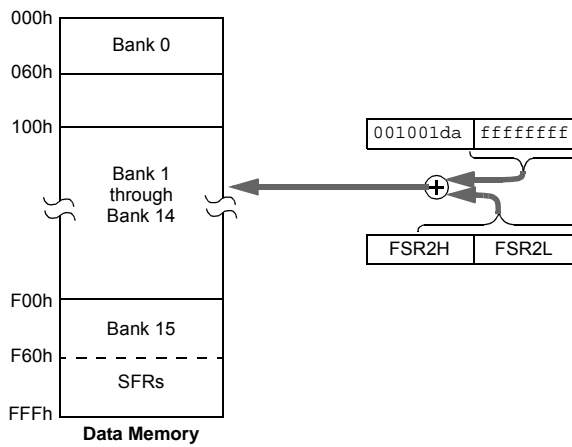 000h
Bank 0
060h
100h
001001da ffffffff
Bank 1
through
Bank 14
FSR2H FSR2L
F00h
Bank 15
F60h
SFRs
FFFh
Data Memory